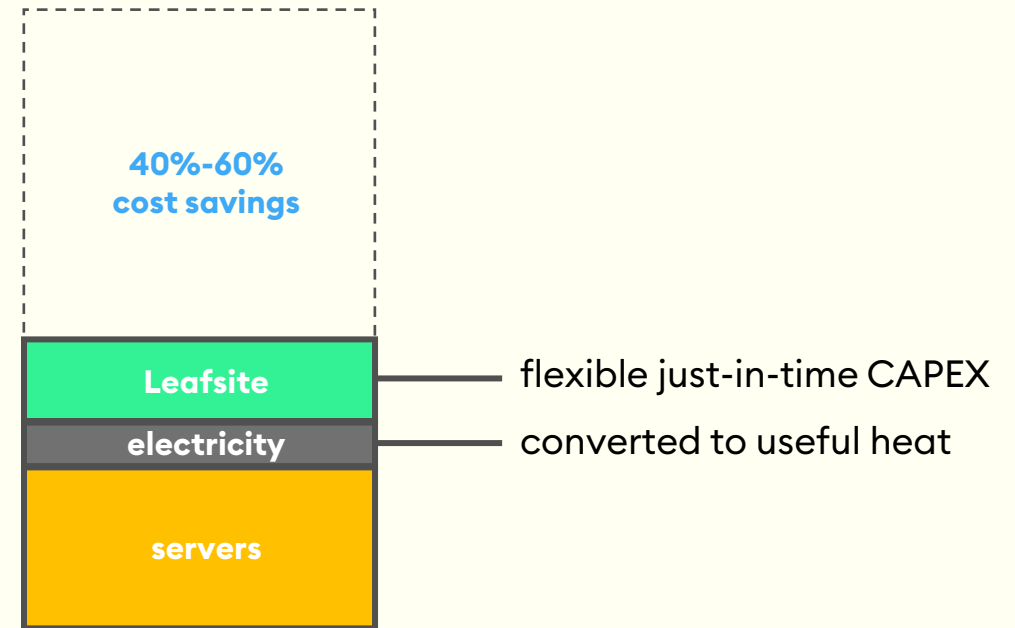 40%-60%
cost savings
Leafsite
flexible just-in-time CAPEX
electricity
converted to useful heat
servers